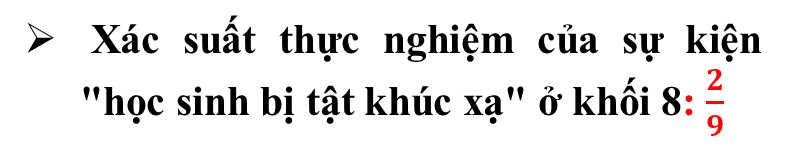 ➢ Xác suất thực nghiệm của sự kiện
"học sinh bị tật khúc xạ" ở khối 8: 2/9